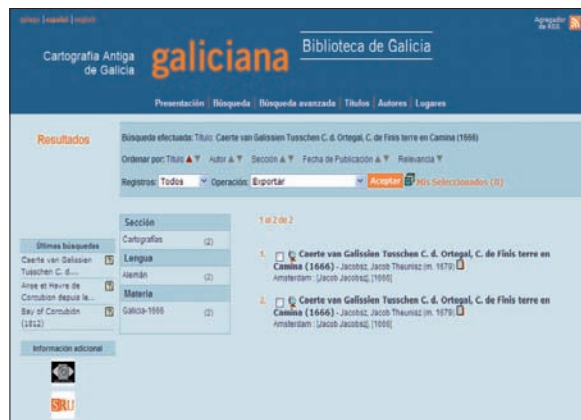 galego | español | english
Agregador de RSS
Cartografía Antiga
de Galicia
galiciana
Biblioteca de Galicia
Presentación | Búsqueda | Búsqueda avanzada | Títulos | Autores | Lugares
Resultados
Búsqueda efectuada: Título: Caerte van Galissien Tusschen C. d. Ortegal, C. de Finis terre en Camina (1666)
Ordenar por: Título Autor Sección Fecha de Publicación Relevancia
Registros: Todos Operación: Exportar Aceptar Mis Seleccionados (0)
Sección
Cartografías (2)
Lengua
Alemán (2)
Materia
Galicia-1666 (2)
1 al 2 de 2
1. Caerte van Galissien Tusschen C. d. Ortegal, C. de Finis terre en
Camina (1666) - Jacobsz, Jacob Theunisz (m. 1679)
Amsterdam : [Jacob Jacobsz], [1666]
2. Caerte van Galissien Tusschen C. d. Ortegal, C. de Finis terre en
Camina (1666) - Jacobsz, Jacob Theunisz (m. 1679)
Amsterdam : [Jacob Jacobsz], [1666]
Últimas búsquedas
Caerte van Galissien
Tusschen C. d....
Anse et Havre de
Corcubion depuis le...
Bay of Corcubión
(1812)
Información adicional
SRU